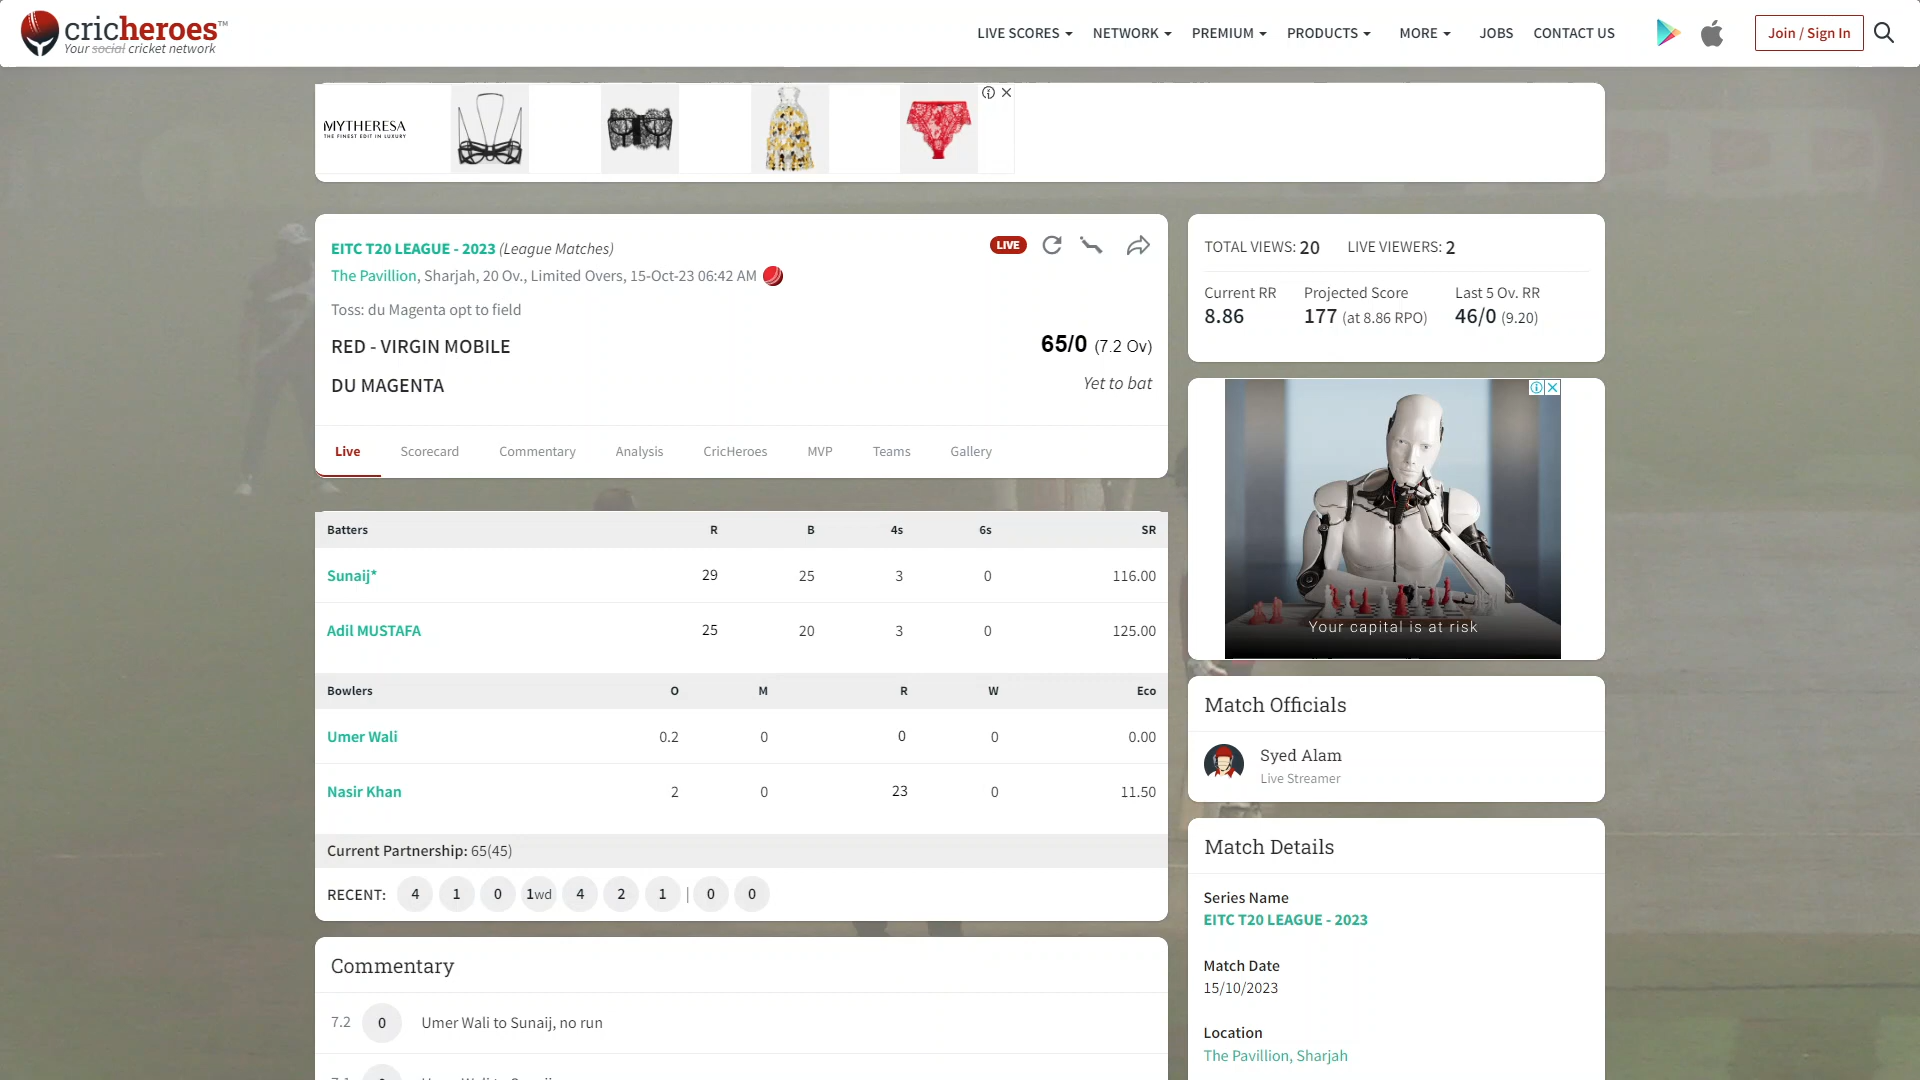 cricheroes™
Your social cricket network
LIVE SCORES
NETWORK
PREMIUM
PRODUCTS
MORE
JOBS
CONTACT US
Join / Sign In
MYTHERESA
THE FINEST EDIT IN LUXURY
EITC T20 LEAGUE - 2023 (League Matches)
LIVE
The Pavillion, Sharjah, 20 Ov., Limited Overs, 15-Oct-23 06:42 AM
Toss: du Magenta opt to field
RED - VIRGIN MOBILE 65/0 (7.2 Ov)
DU MAGENTA Yet to bat
Live Scorecard Commentary Analysis CricHeroes MVP Teams Gallery
Batters R B 4s 6s SR
Sunaij* 29 25 3 0 116.00
Adil MUSTAFA 25 20 3 0 125.00
Bowlers O M R W Eco
Umer Wali 0.2 0 0 0 0.00
Nasir Khan 2 0 23 0 11.50
Current Partnership: 65(45)
RECENT: 4 1 0 1wd 4 2 1 | 0 0
Commentary
7.2 0 Umer Wali to Sunaij, no run
TOTAL VIEWS: 20 LIVE VIEWERS: 2
Current RR Projected Score Last 5 Ov. RR
8.86 177 (at 8.86 RPO) 46/0 (9.20)
Your capital is at risk
Match Officials
Syed Alam
Live Streamer
Match Details
Series Name
EITC T20 LEAGUE - 2023
Match Date
15/10/2023
Location
The Pavillion, Sharjah